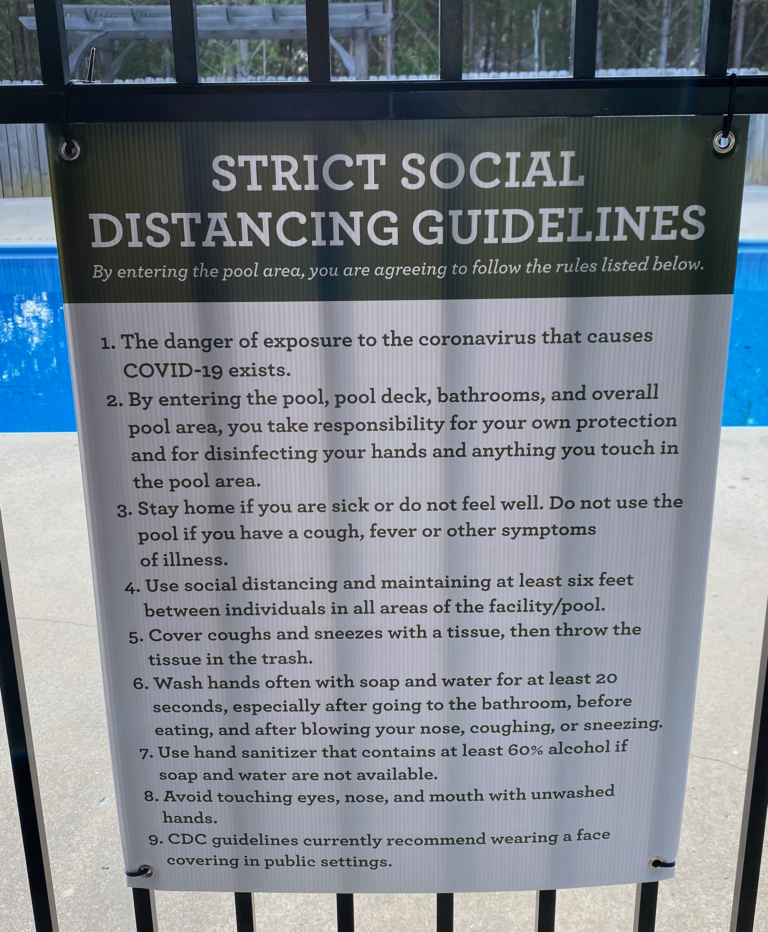 STRICT SOCIAL
DISTANCING GUIDELINES
By entering the pool area, you are agreeing to follow the rules listed below.
1. The danger of exposure to the coronavirus that causes
COVID-19 exists.
2. By entering the pool, pool deck, bathrooms, and overall
pool area, you take responsibility for your own protection
and for disinfecting your hands and anything you touch in
the pool area.
3. Stay home if you are sick or do not feel well. Do not use the
pool if you have a cough, fever or other symptoms
of illness.
4. Use social distancing and maintaining at least six feet
between individuals in all areas of the facility/pool.
5. Cover coughs and sneezes with a tissue, then throw the
tissue in the trash.
6. Wash hands often with soap and water for at least 20
seconds, especially after going to the bathroom, before
eating, and after blowing your nose, coughing, or sneezing.
7. Use hand sanitizer that contains at least 60% alcohol if
soap and water are not available.
8. Avoid touching eyes, nose, and mouth with unwashed
hands.
9. CDC guidelines currently recommend wearing a face
covering in public settings.